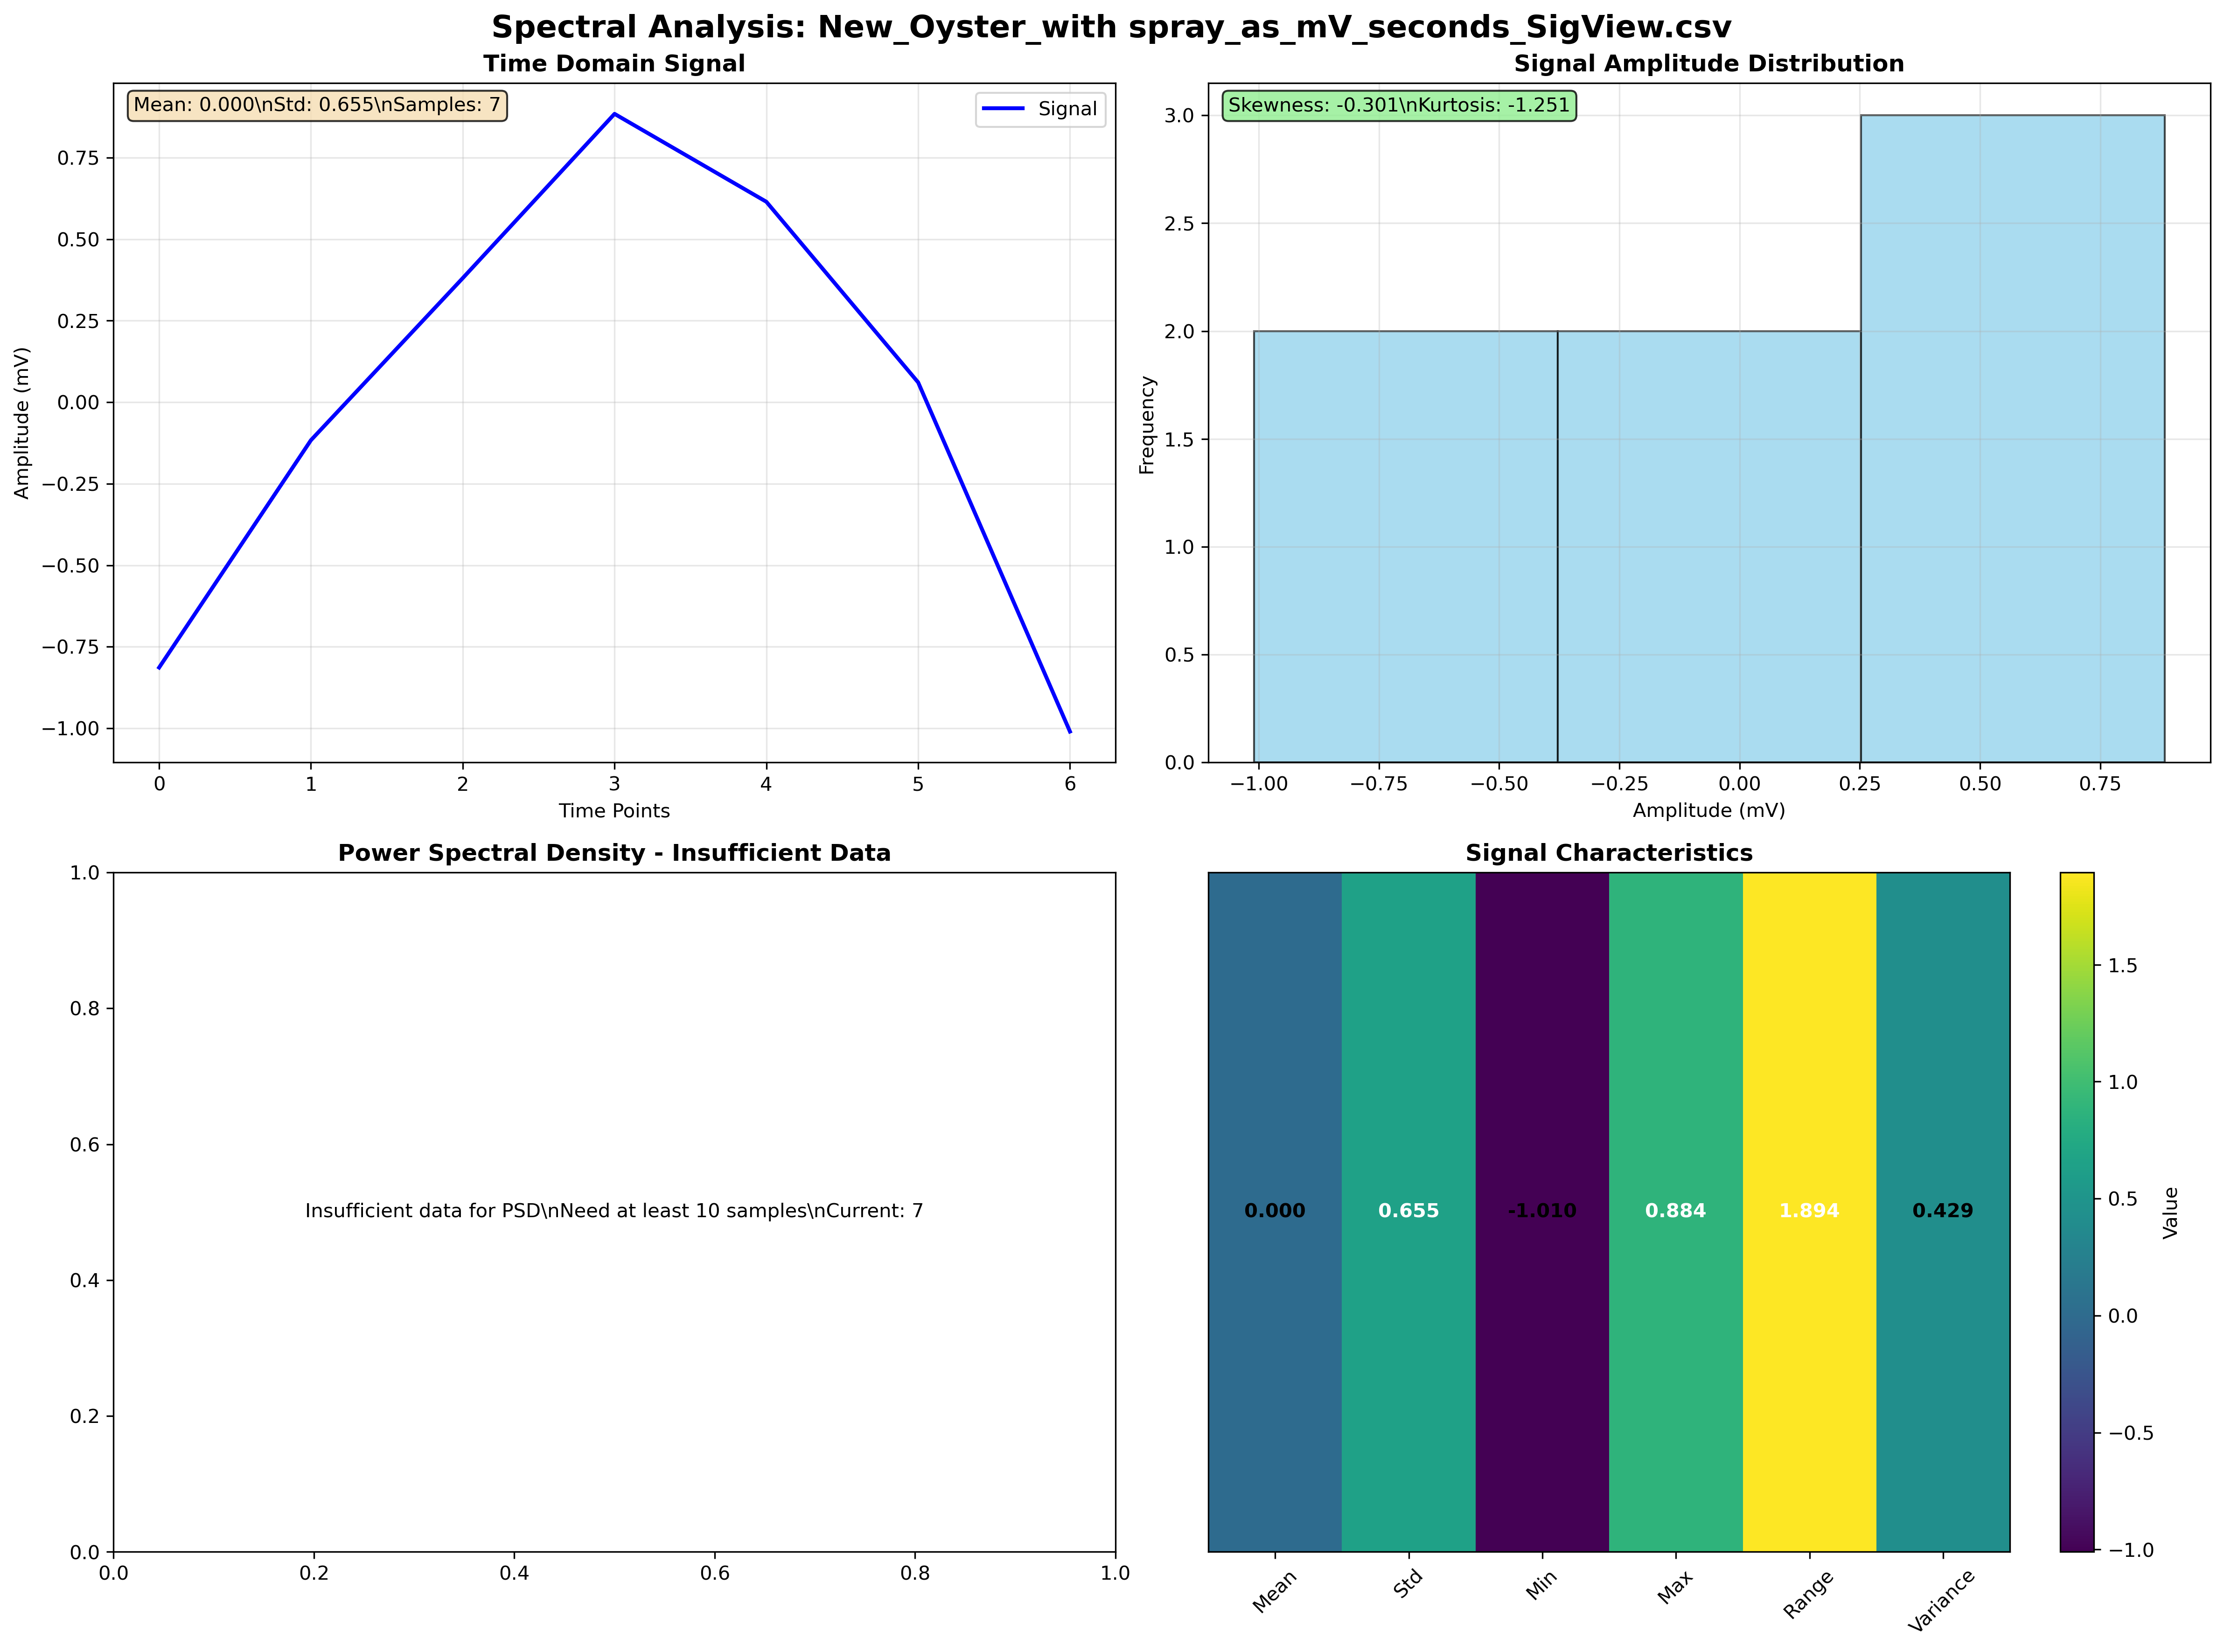 Spectral Analysis: New_Oyster_with spray_as_mV_seconds_SigView.csv
Time Domain Signal
Mean: 0.000\nStd: 0.655\nSamples: 7
Signal
0.75
0.50
0.25
0.00
−0.25
−0.50
−0.75
−1.00
Amplitude (mV)
0 1 2 3 4 5 6
Time Points
Signal Amplitude Distribution
Skewness: -0.301\nKurtosis: -1.251
3.0
2.5
2.0
1.5
1.0
0.5
0.0
Frequency
−1.00 −0.75 −0.50 −0.25 0.00 0.25 0.50 0.75
Amplitude (mV)
Power Spectral Density - Insufficient Data
1.0
0.8
0.6
0.4
0.2
0.0
Insufficient data for PSD\nNeed at least 10 samples\nCurrent: 7
0.0 0.2 0.4 0.6 0.8 1.0
Signal Characteristics
0.000 0.655 -1.010 0.884 1.894 0.429
Mean Std Min Max Range Variance
1.5
1.0
0.5
0.0
−0.5
−1.0
Value